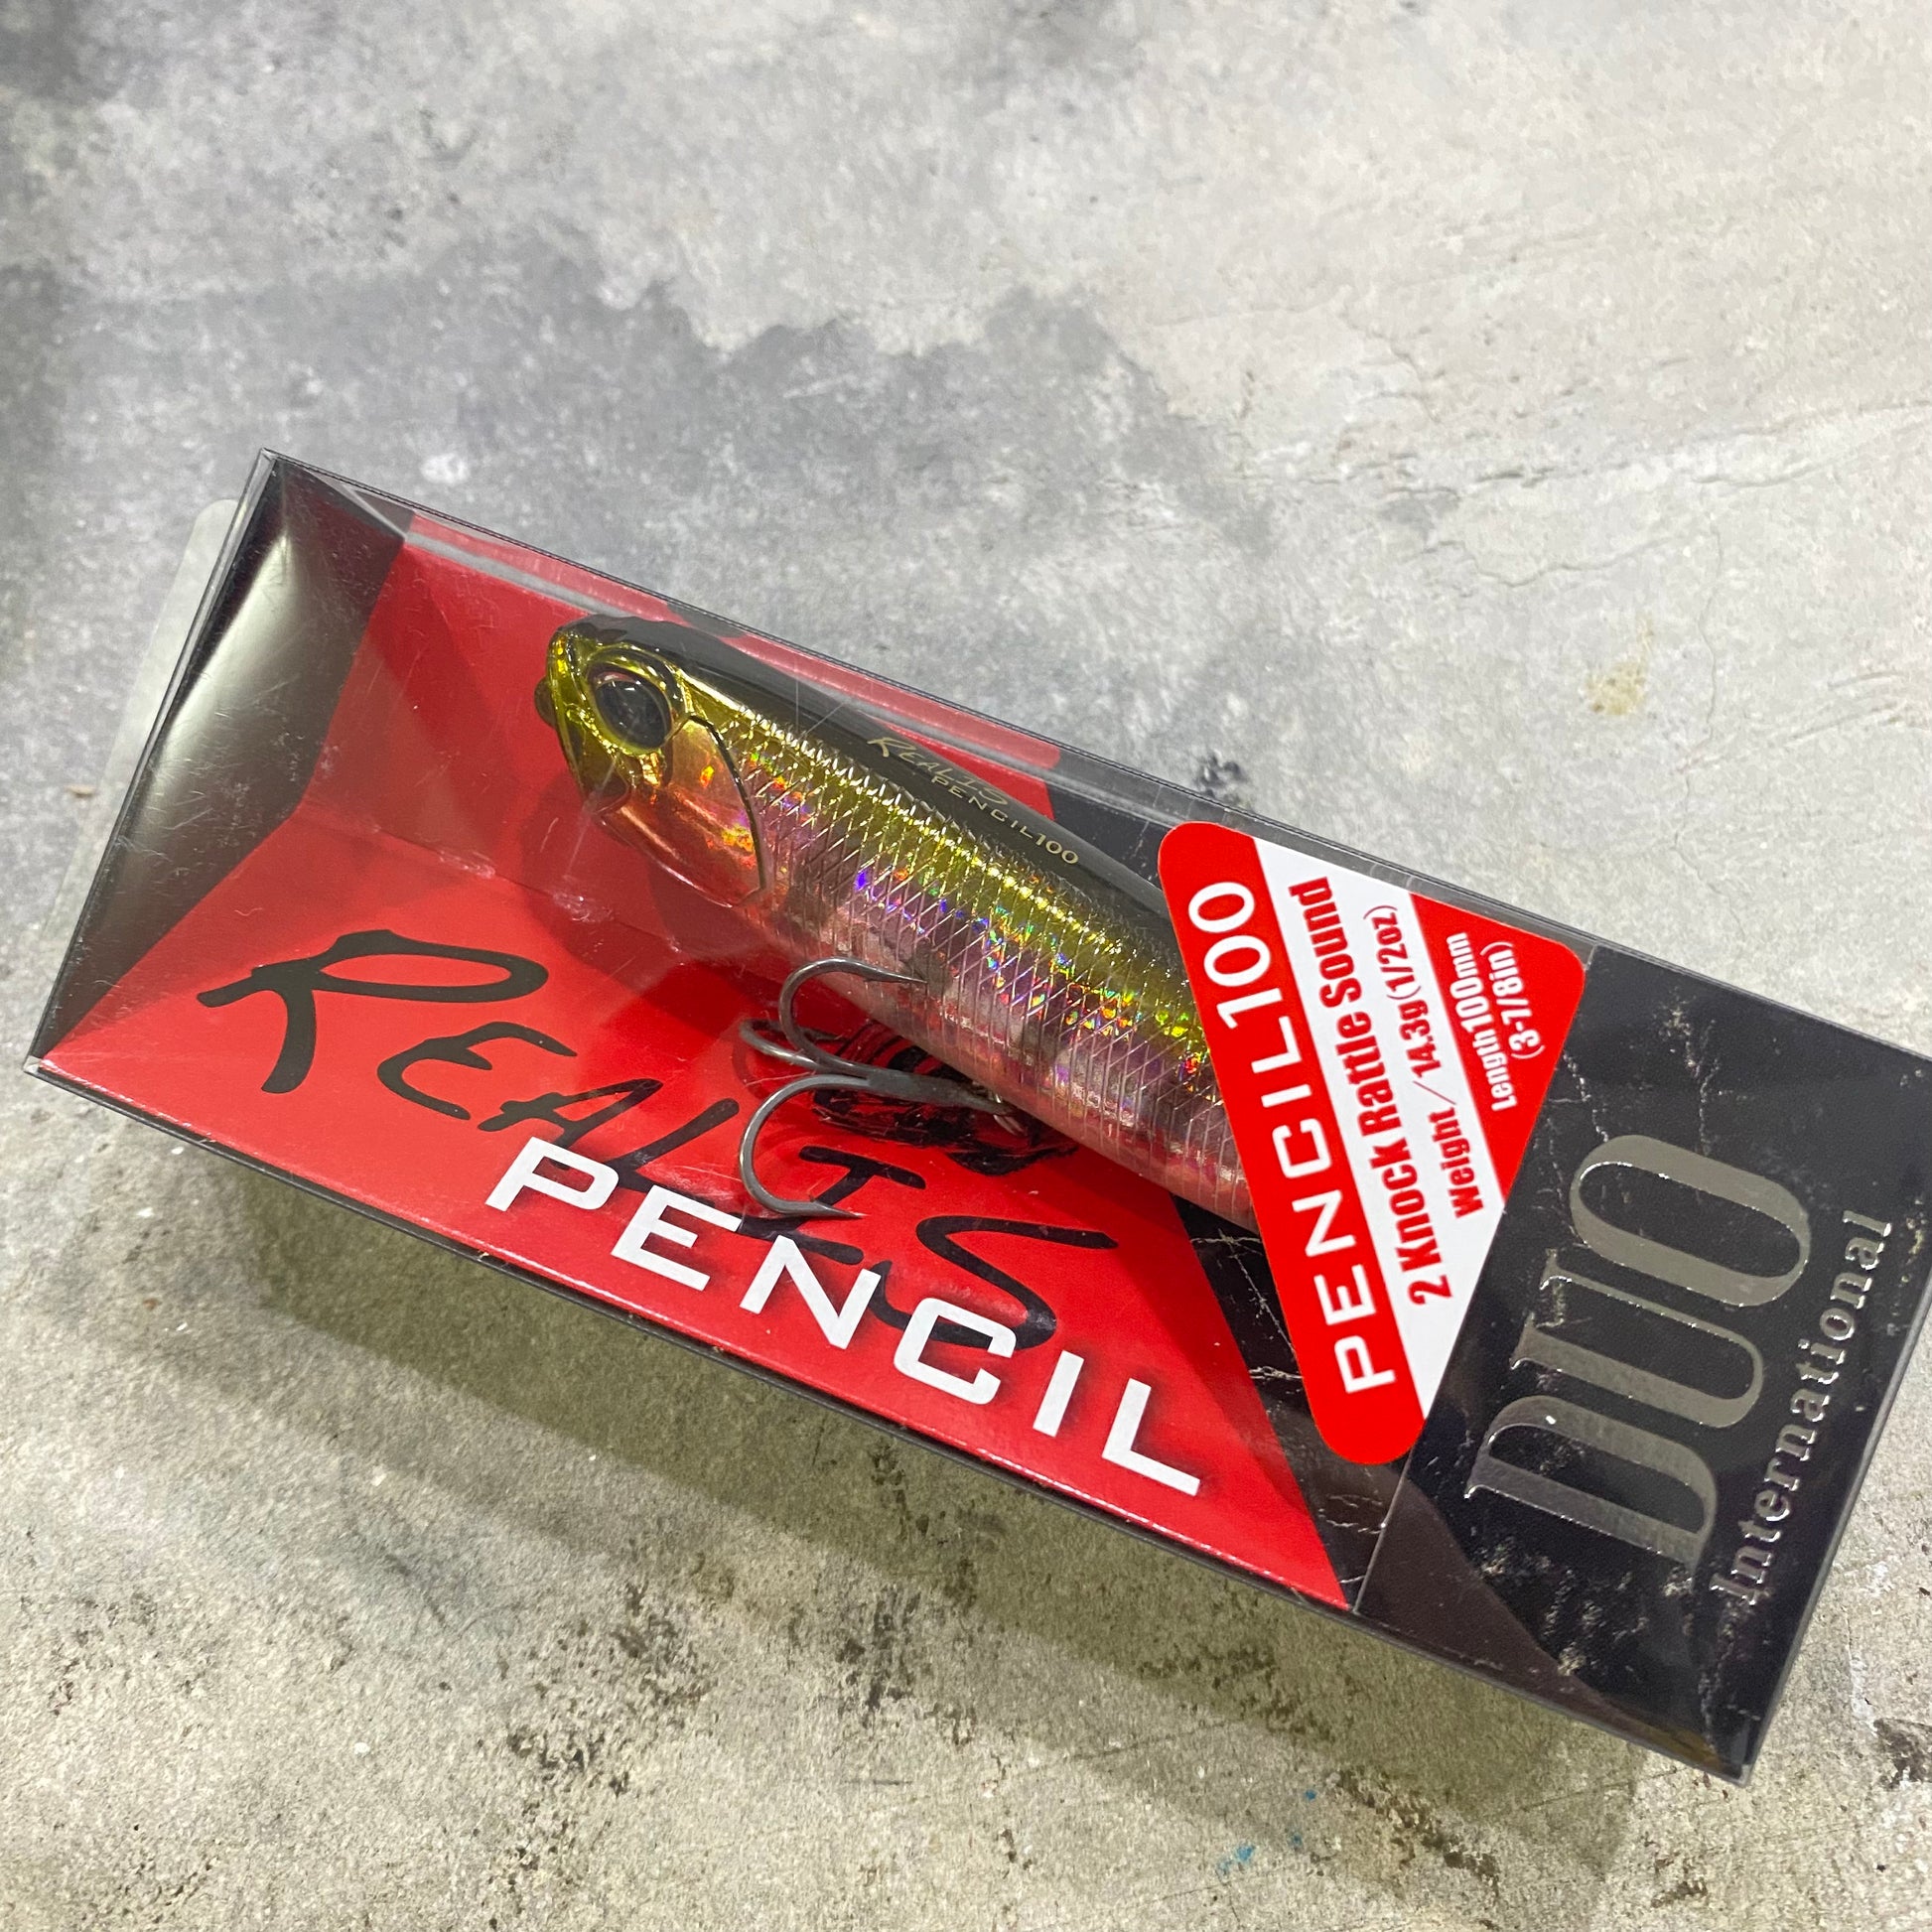 REALIS
PENCIL
REALIS
PENCIL100
PENCIL100
2 Knock Rattle Sound
Weight / 14.3g(1/2oz)
Length100mm
(3-7/8in)
DUO
International